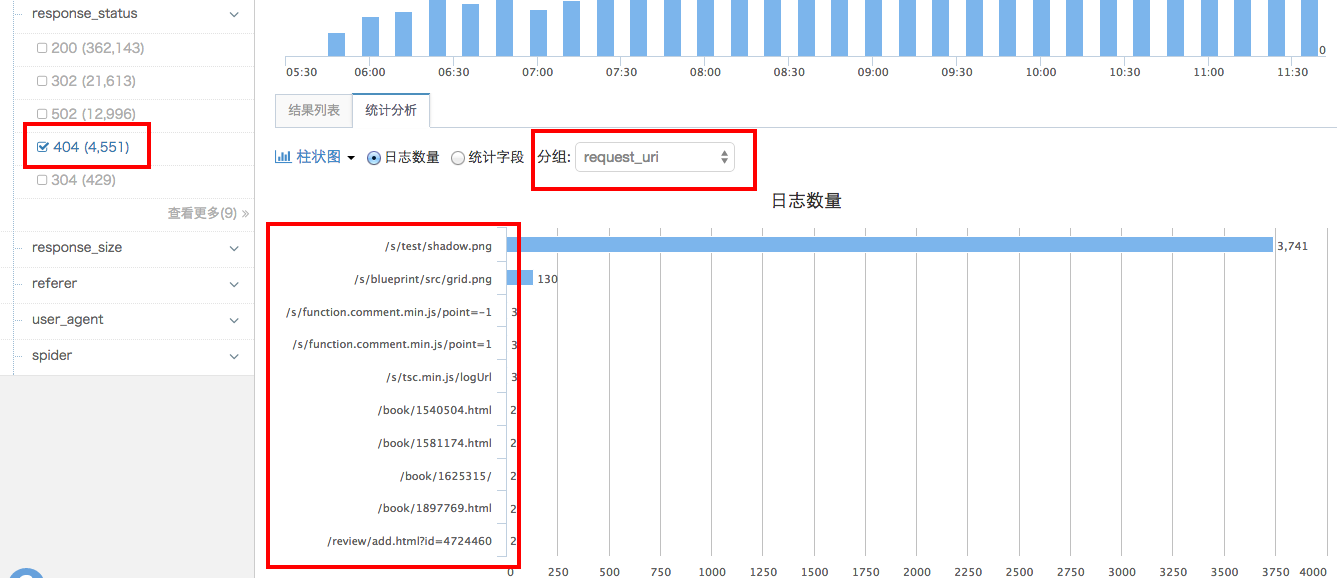 response_status
200 (362,143)
302 (21,613)
502 (12,996)
404 (4,551)
304 (429)
查看更多(9) »
response_size
referer
user_agent
spider
0
05:30 06:00 06:30 07:00 07:30 08:00 08:30 09:00 09:30 10:00 10:30 11:00 11:30
结果列表 统计分析
柱状图 日志数量 统计字段 分组: request_uri
日志数量
/s/test/shadow.png 3,741
/s/blueprint/src/grid.png 130
/s/function.comment.min.js/point=-1 3
/s/function.comment.min.js/point=1 3
/s/tsc.min.js/logUrl 3
/book/1540504.html 2
/book/1581174.html 2
/book/1625315/ 2
/book/1897769.html 2
/review/add.html?id=4724460 2
0 250 500 750 1000 1250 1500 1750 2000 2250 2500 2750 3000 3250 3500 3750 4000